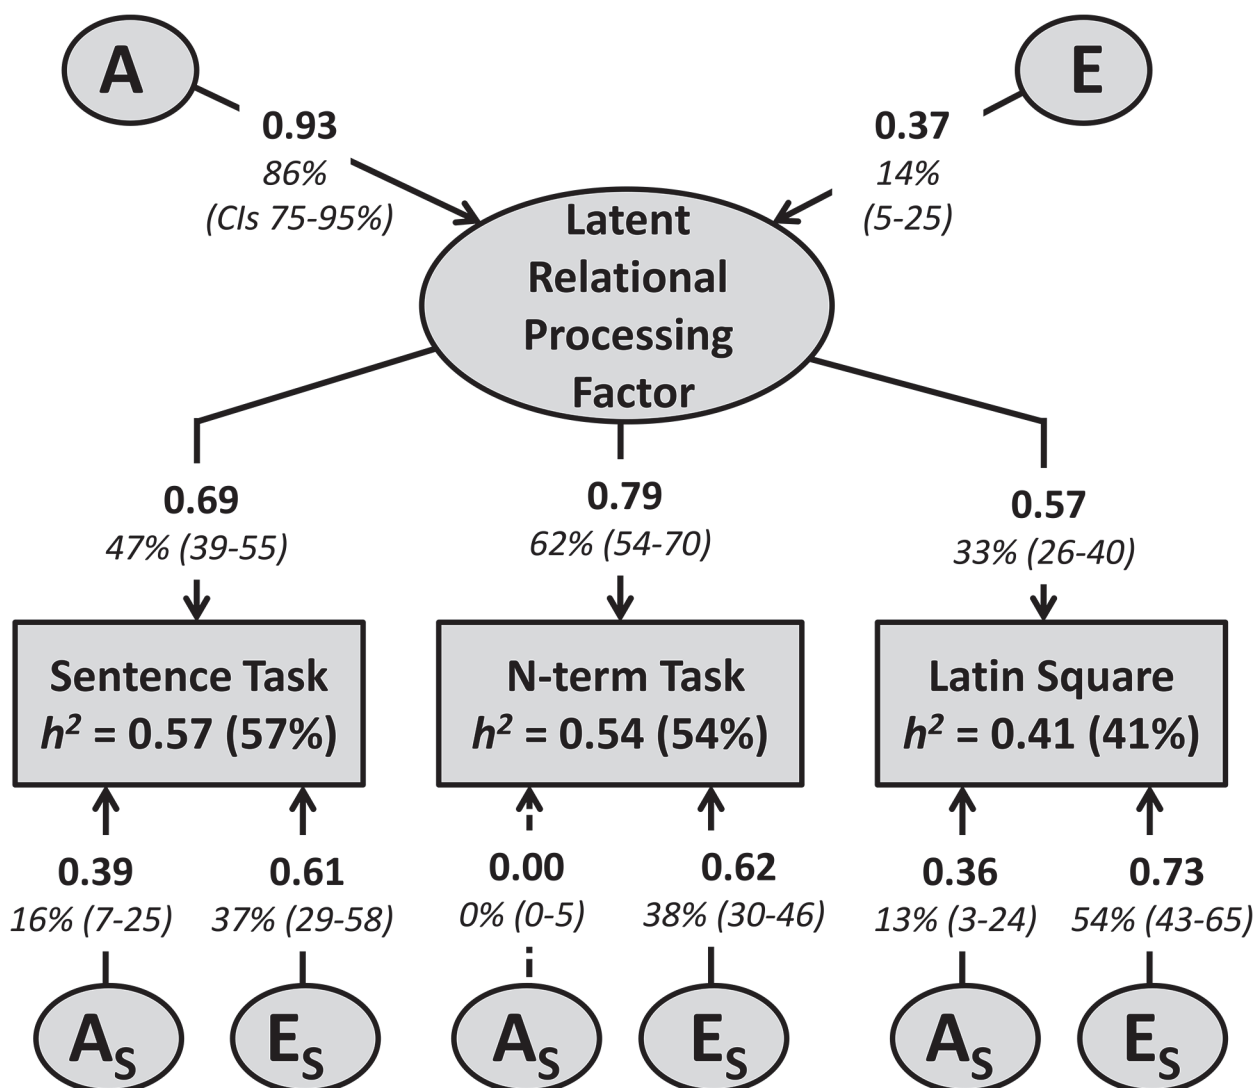 A
E
0.93
86%
(CIs 75-95%)
0.37
14%
(5-25)
Latent
Relational
Processing
Factor
0.69
47% (39-55)
0.79
62% (54-70)
0.57
33% (26-40)
Sentence Task
h² = 0.57 (57%)
N-term Task
h² = 0.54 (54%)
Latin Square
h² = 0.41 (41%)
0.39
16% (7-25)
0.61
37% (29-58)
0.00
0% (0-5)
0.62
38% (30-46)
0.36
13% (3-24)
0.73
54% (43-65)
AS
ES
AS
ES
AS
ES